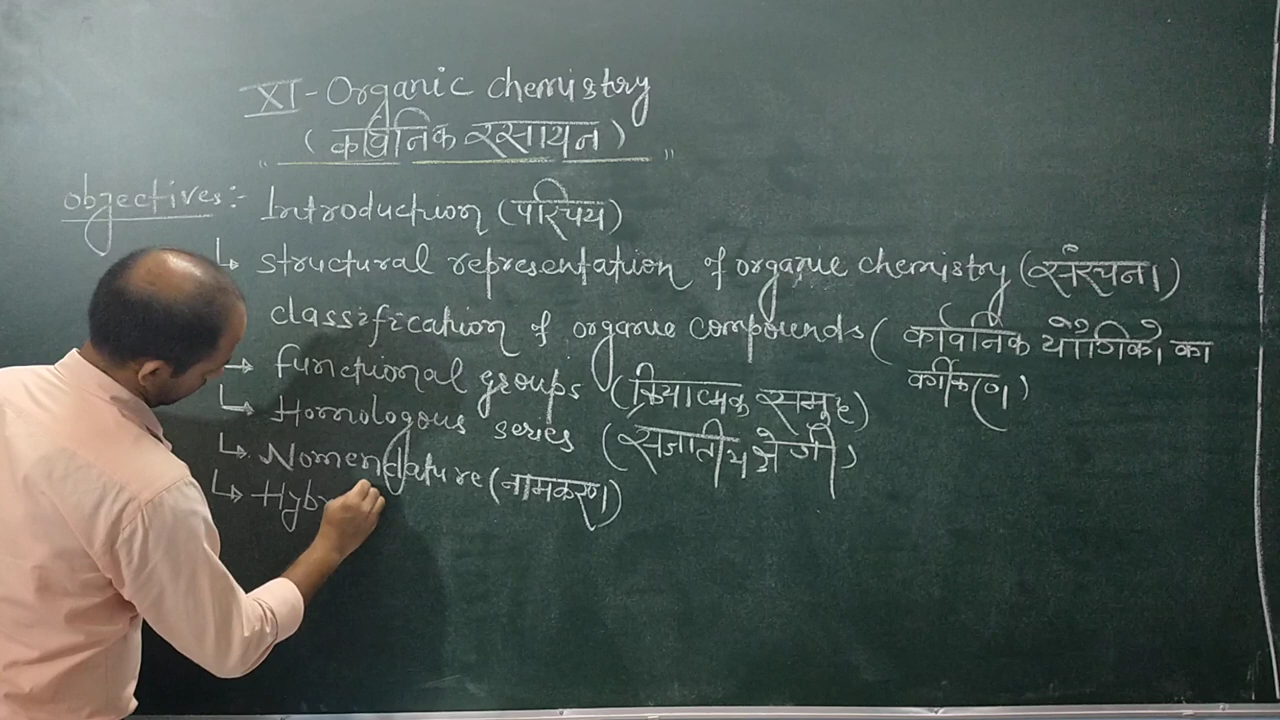 XI - Organic chemistry
( कार्बनिक रसायन )
objectives:- Introduction (परिचय)
↳ structural representation of organic chemistry (संरचना)
classification of organic compounds ( कार्बनिक यौगिकों का
वर्गीकरण)
→ functional groups (क्रियात्मक समूह)
↳ Homologous series (सजातीय श्रेणी)
↳ Nomenclature (नामकरण)
↳ Hyb